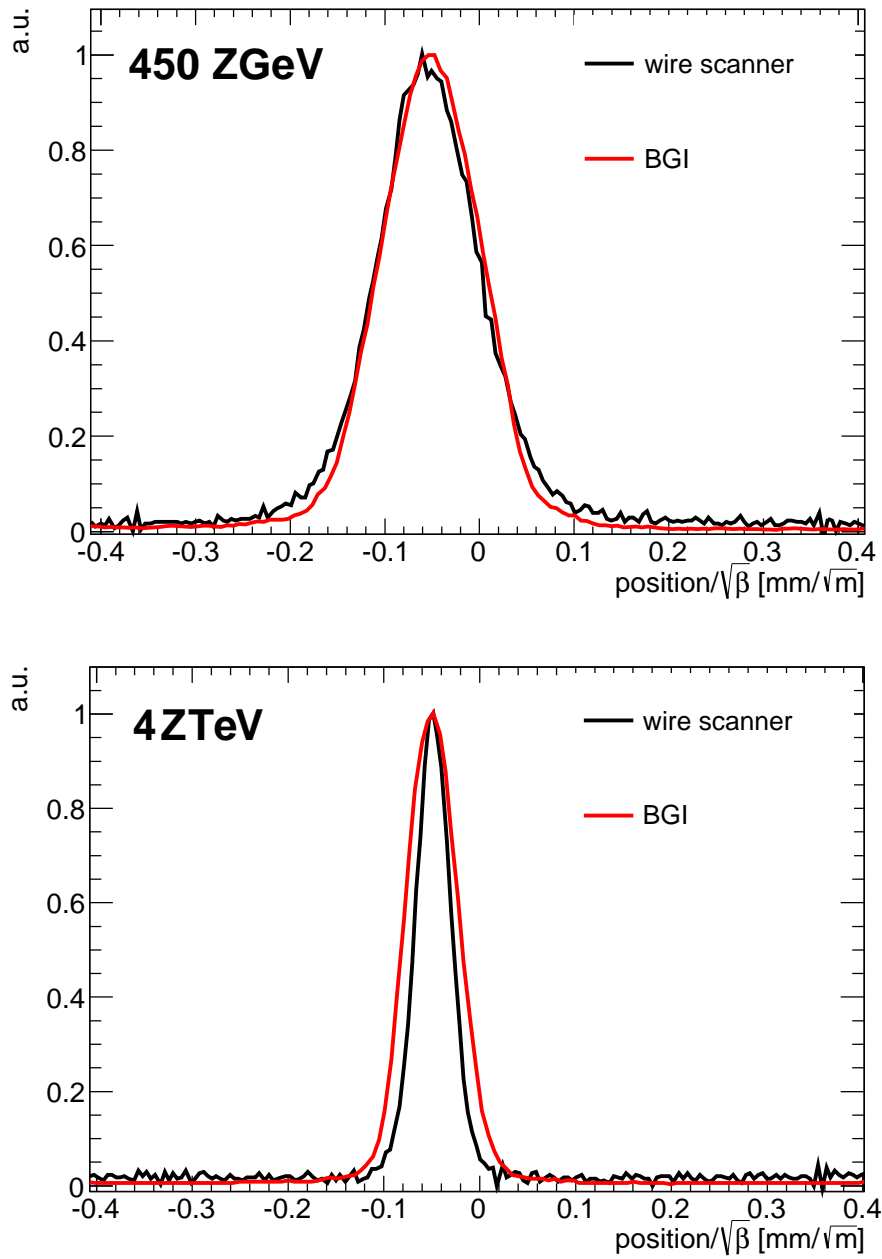 a.u.
450 ZGeV
wire scanner
BGI
1
0.8
0.6
0.4
0.2
0
-0.4 -0.3 -0.2 -0.1 0 0.1 0.2 0.3 0.4
position/√β [mm/√m]
a.u.
4 ZTeV
wire scanner
BGI
1
0.8
0.6
0.4
0.2
0
-0.4 -0.3 -0.2 -0.1 0 0.1 0.2 0.3 0.4
position/√β [mm/√m]